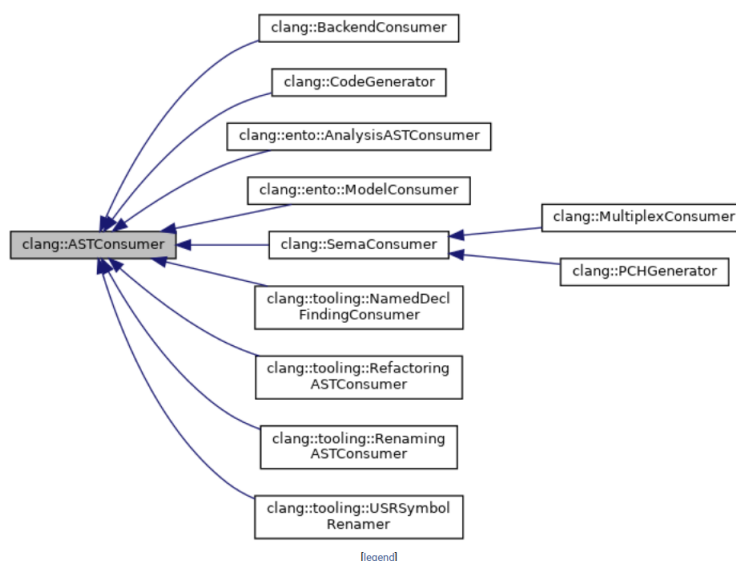 clang::BackendConsumer
clang::CodeGenerator
clang::ento::AnalysisASTConsumer
clang::ento::ModelConsumer
clang::MultiplexConsumer
clang::ASTConsumer
clang::SemaConsumer
clang::PCHGenerator
clang::tooling::NamedDecl
FindingConsumer
clang::tooling::Refactoring
ASTConsumer
clang::tooling::Renaming
ASTConsumer
clang::tooling::USRSymbol
Renamer
[legend]